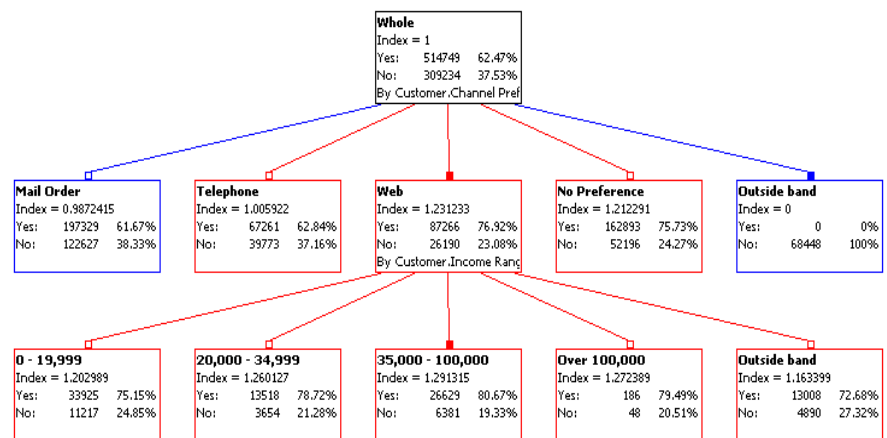 Whole
Index = 1
Yes: 514749 62.47%
No: 309234 37.53%
By Customer.Channel Pref
Mail Order
Index = 0.9872415
Yes: 197329 61.67%
No: 122627 38.33%
Telephone
Index = 1.005922
Yes: 67261 62.84%
No: 39773 37.16%
Web
Index = 1.231233
Yes: 87266 76.92%
No: 26190 23.08%
By Customer.Income Rang
No Preference
Index = 1.212291
Yes: 162893 75.73%
No: 52196 24.27%
Outside band
Index = 0
Yes: 0 0%
No: 68448 100%
0 - 19,999
Index = 1.202989
Yes: 33925 75.15%
No: 11217 24.85%
20,000 - 34,999
Index = 1.260127
Yes: 13518 78.72%
No: 3654 21.28%
35,000 - 100,000
Index = 1.291315
Yes: 26629 80.67%
No: 6381 19.33%
Over 100,000
Index = 1.272389
Yes: 186 79.49%
No: 48 20.51%
Outside band
Index = 1.163399
Yes: 13008 72.68%
No: 4890 27.32%